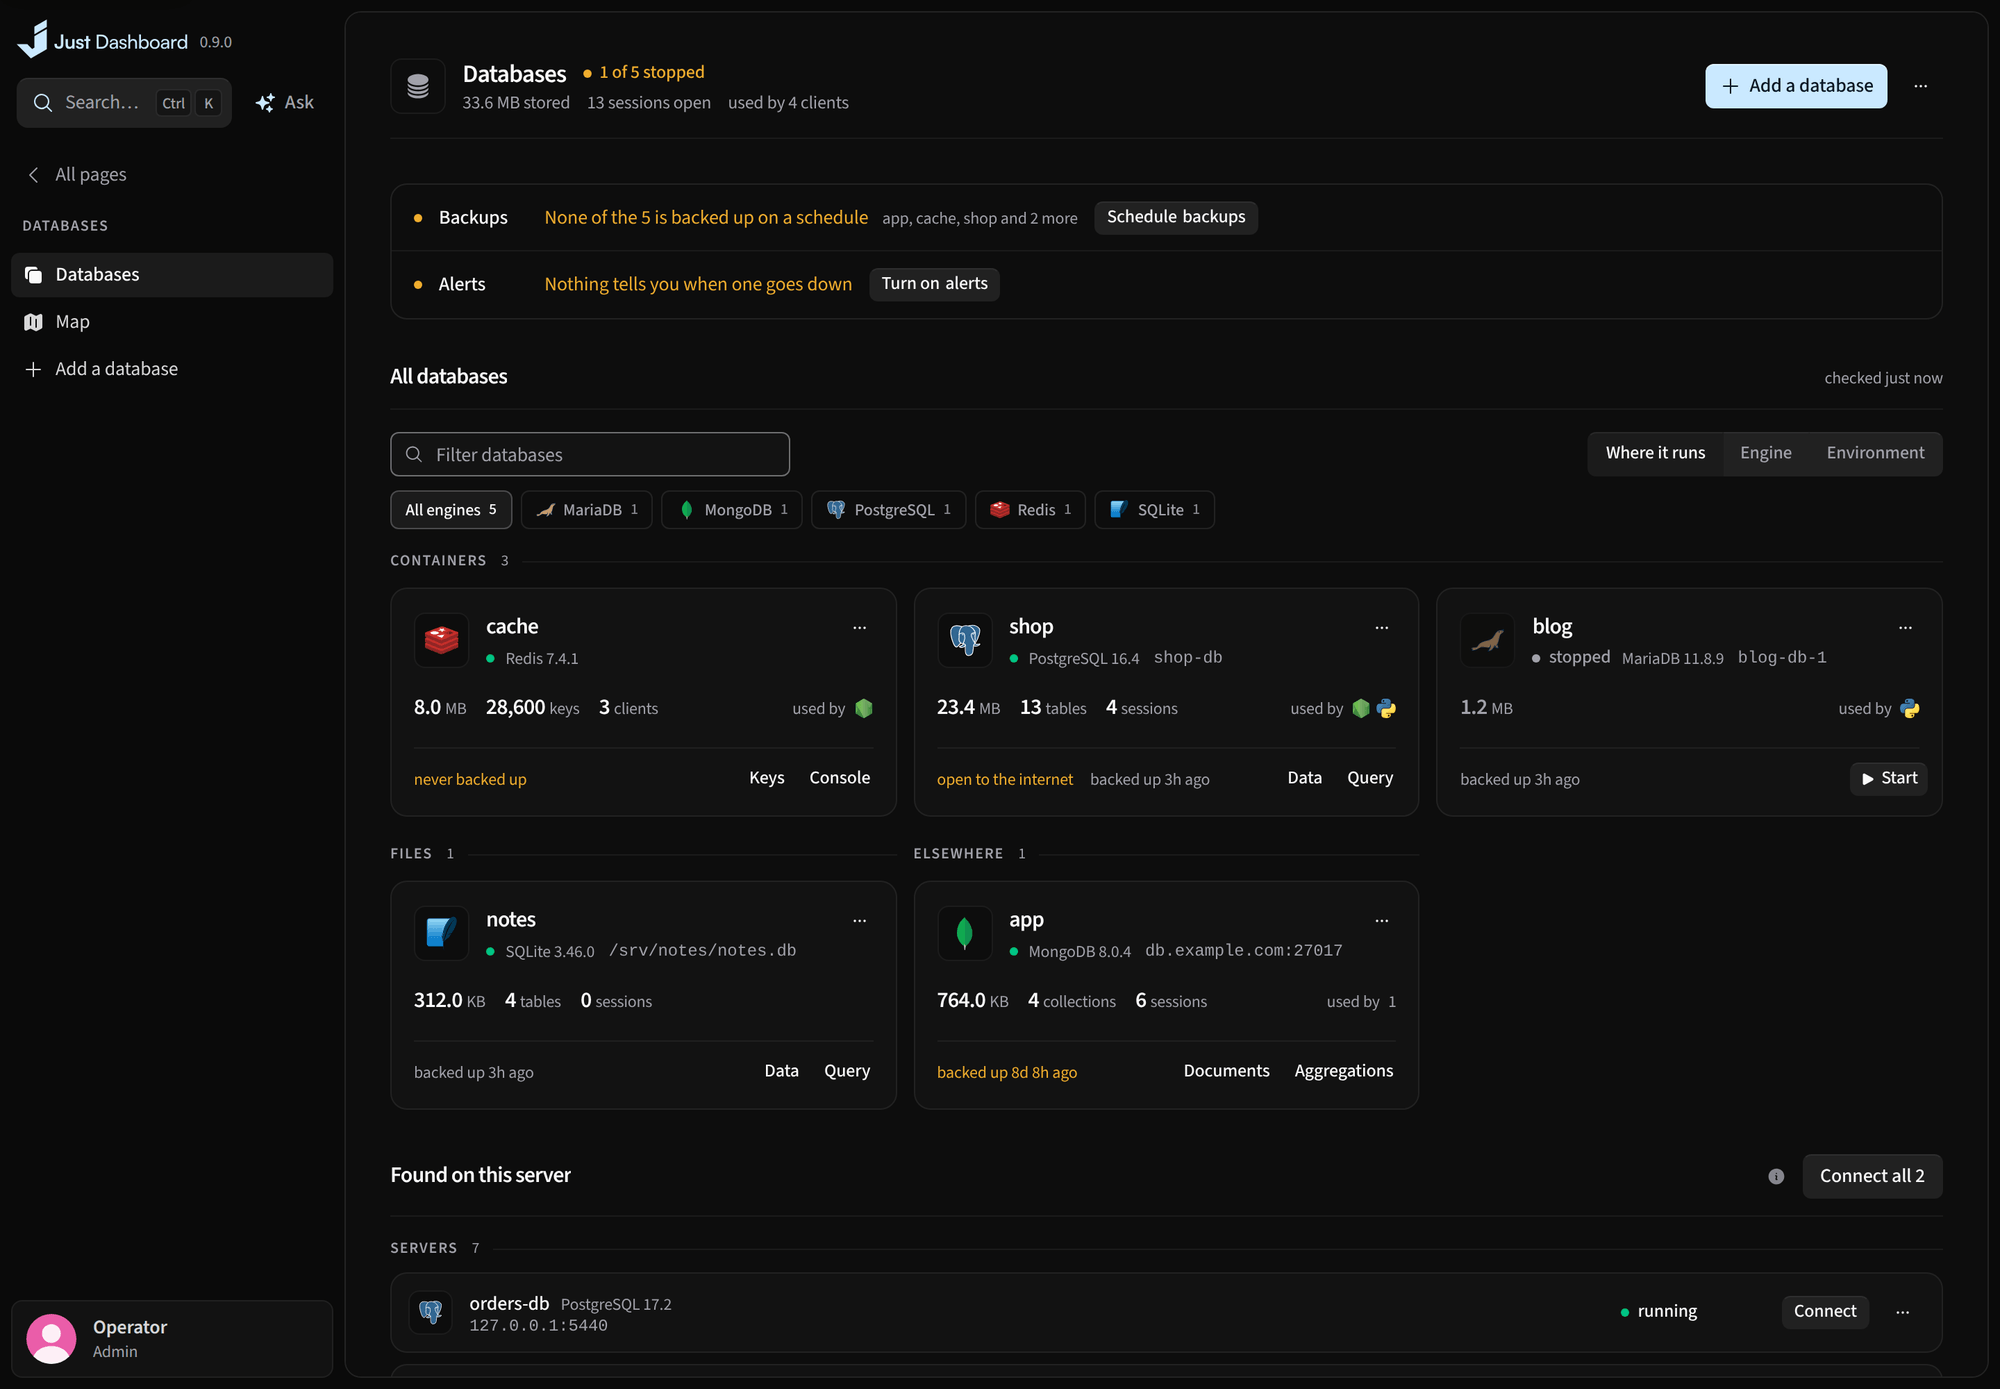 Just Dashboard 0.9.0
Search... Ctrl K Ask
All pages
DATABASES
Databases
Map
Add a database
Operator
Admin
Databases 1 of 5 stopped
33.6 MB stored 13 sessions open used by 4 clients
Add a database
Backups None of the 5 is backed up on a schedule app, cache, shop and 2 more Schedule backups
Alerts Nothing tells you when one goes down Turn on alerts
All databases checked just now
Filter databases Where it runs Engine Environment
All engines 5 MariaDB 1 MongoDB 1 PostgreSQL 1 Redis 1 SQLite 1
CONTAINERS 3
cache
Redis 7.4.1
8.0 MB 28,600 keys 3 clients used by
never backed up Keys Console
shop
PostgreSQL 16.4 shop-db
23.4 MB 13 tables 4 sessions used by
open to the internet backed up 3h ago Data Query
blog
stopped MariaDB 11.8.9 blog-db-1
1.2 MB used by
backed up 3h ago Start
FILES 1
notes
SQLite 3.46.0 /srv/notes/notes.db
312.0 KB 4 tables 0 sessions
backed up 3h ago Data Query
ELSEWHERE 1
app
MongoDB 8.0.4 db.example.com:27017
764.0 KB 4 collections 6 sessions used by 1
backed up 8d 8h ago Documents Aggregations
Found on this server Connect all 2
SERVERS 7
orders-db PostgreSQL 17.2
127.0.0.1:5440
running Connect